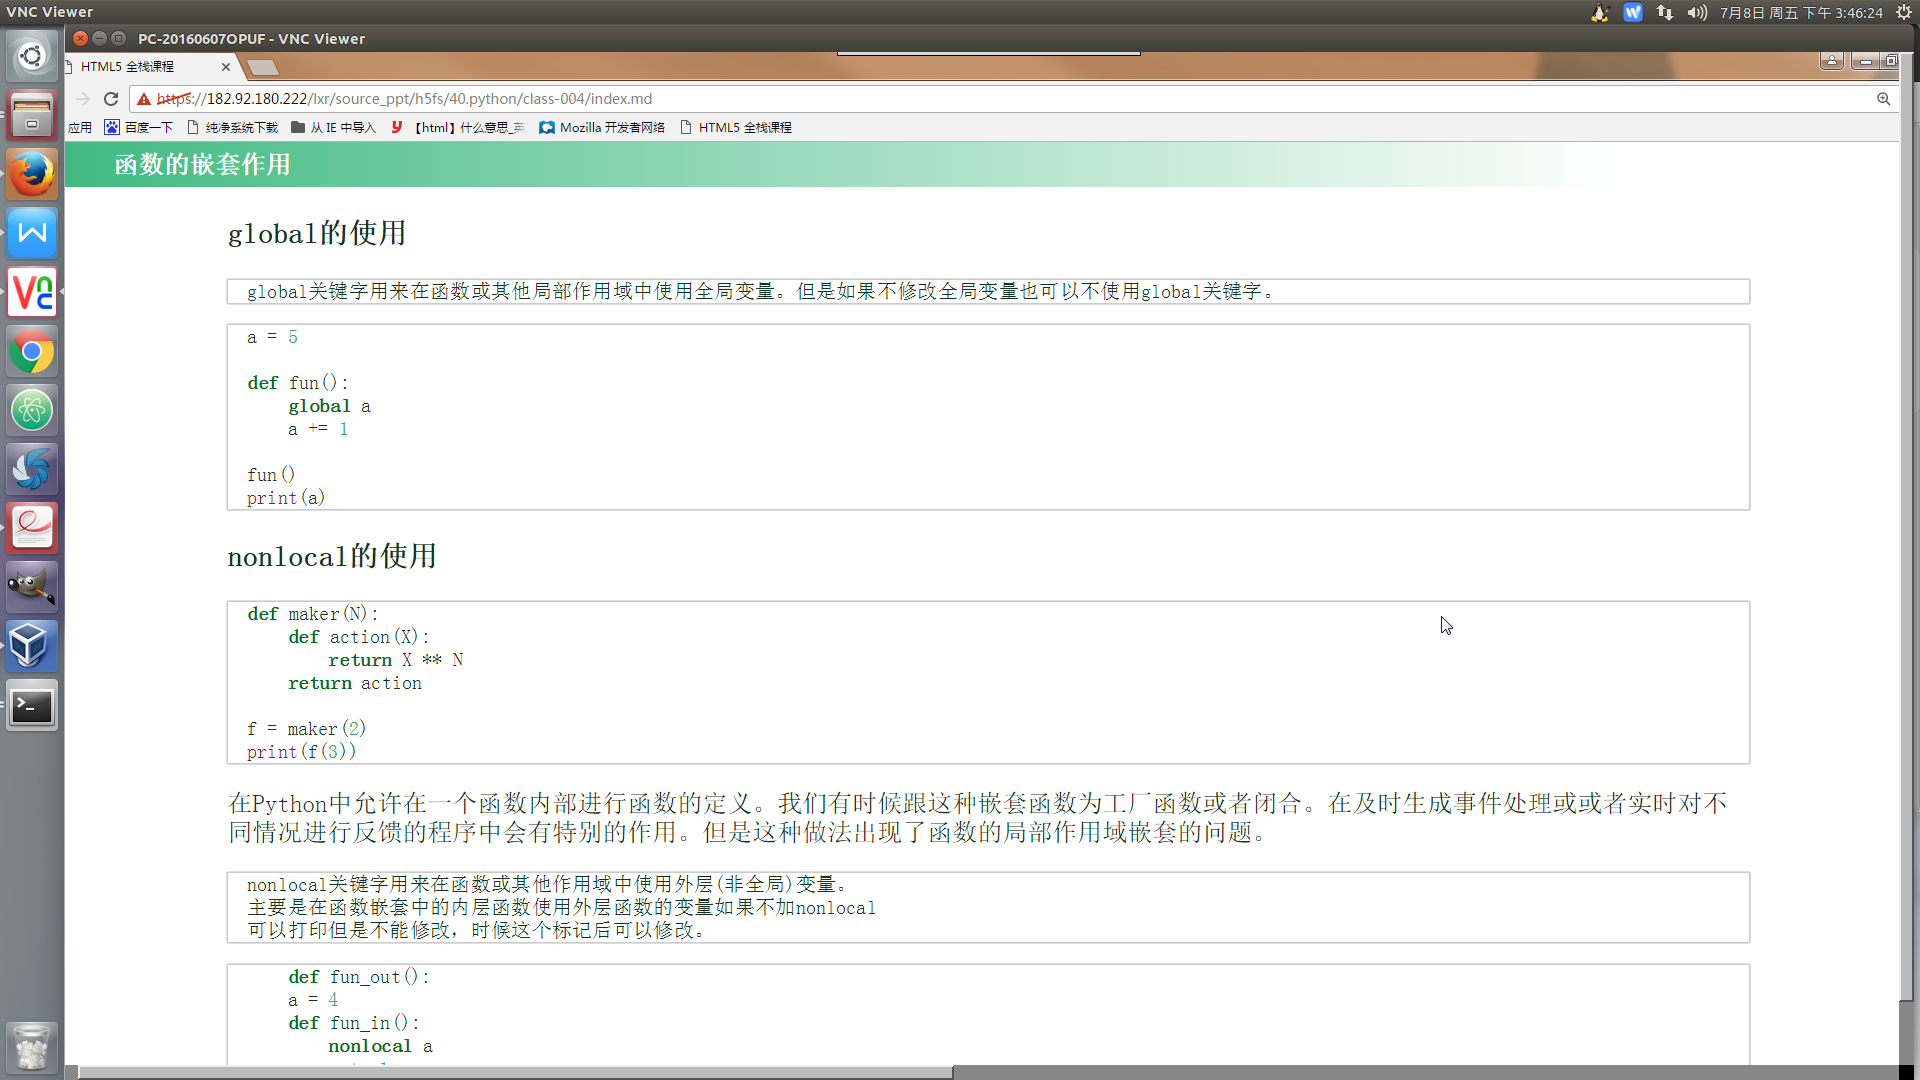 VNC Viewer
7月8日 周五 下午 3:46:24
PC-20160607OPUF - VNC Viewer
HTML5 全栈课程
https://182.92.180.222/lxr/source_ppt/h5fs/40.python/class-004/index.md
应用 百度一下 纯净系统下载 从 IE 中导入 【html】什么意思_英 Mozilla 开发者网络 HTML5 全栈课程
函数的嵌套作用
global的使用
global关键字用来在函数或其他局部作用域中使用全局变量。但是如果不修改全局变量也可以不使用global关键字。
a = 5
def fun():
global a
a += 1
fun()
print(a)
nonlocal的使用
def maker(N):
def action(X):
return X ** N
return action
f = maker(2)
print(f(3))
在Python中允许在一个函数内部进行函数的定义。我们有时候跟这种嵌套函数为工厂函数或者闭合。在及时生成事件处理或或者实时对不
同情况进行反馈的程序中会有特别的作用。但是这种做法出现了函数的局部作用域嵌套的问题。
nonlocal关键字用来在函数或其他作用域中使用外层(非全局)变量。
主要是在函数嵌套中的内层函数使用外层函数的变量如果不加nonlocal
可以打印但是不能修改，时候这个标记后可以修改。
def fun_out():
a = 4
def fun_in():
nonlocal a